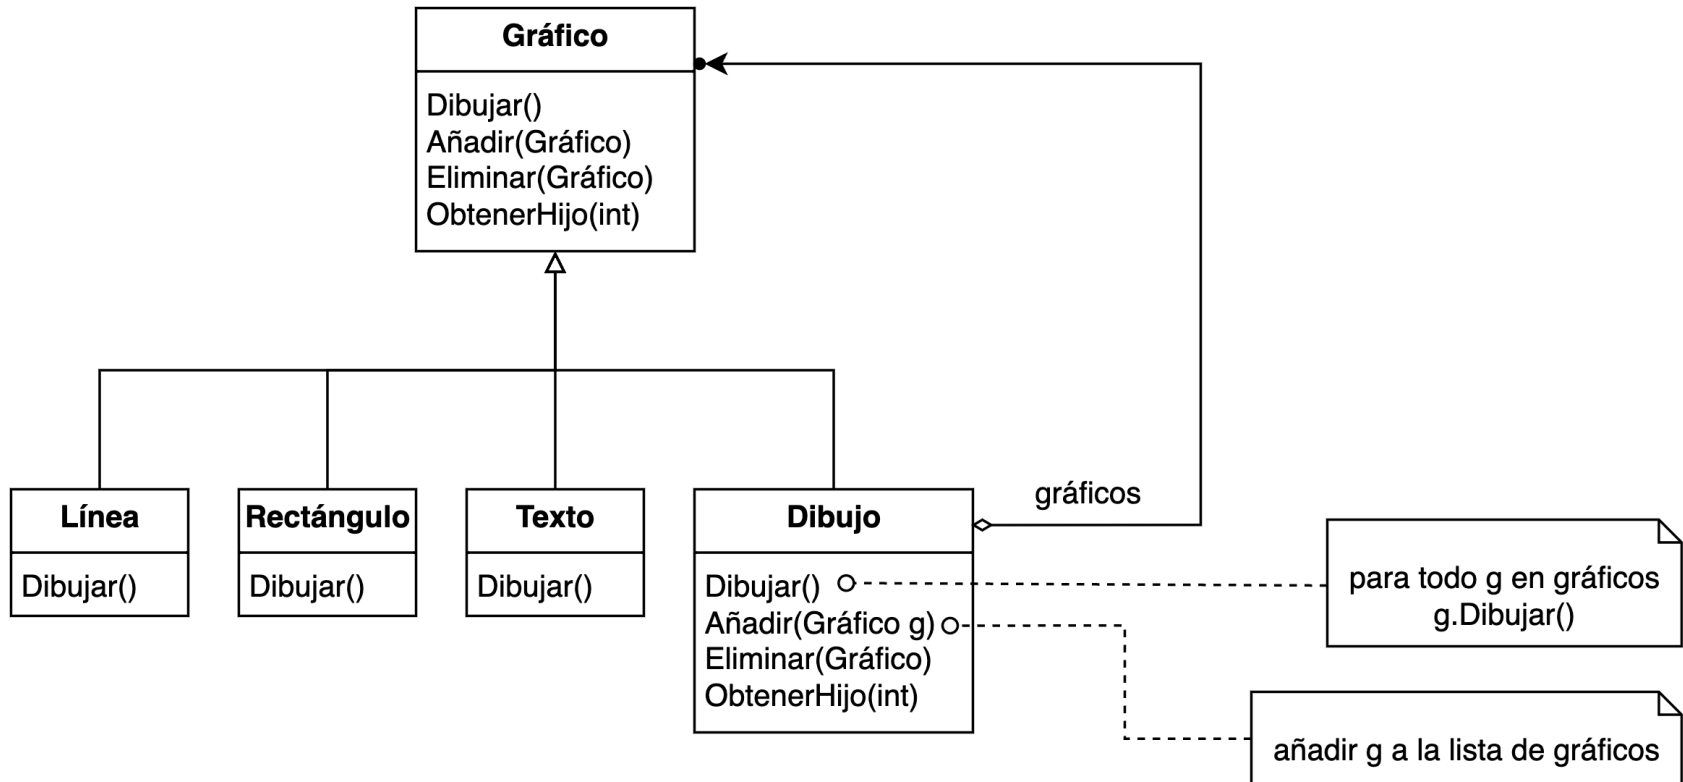 Gráfico
Dibujar()
Añadir(Gráfico)
Eliminar(Gráfico)
ObtenerHijo(int)
Línea
Dibujar()
Rectángulo
Dibujar()
Texto
Dibujar()
Dibujo
Dibujar()
Añadir(Gráfico g)
Eliminar(Gráfico)
ObtenerHijo(int)
gráficos
para todo g en gráficos
g.Dibujar()
añadir g a la lista de gráficos